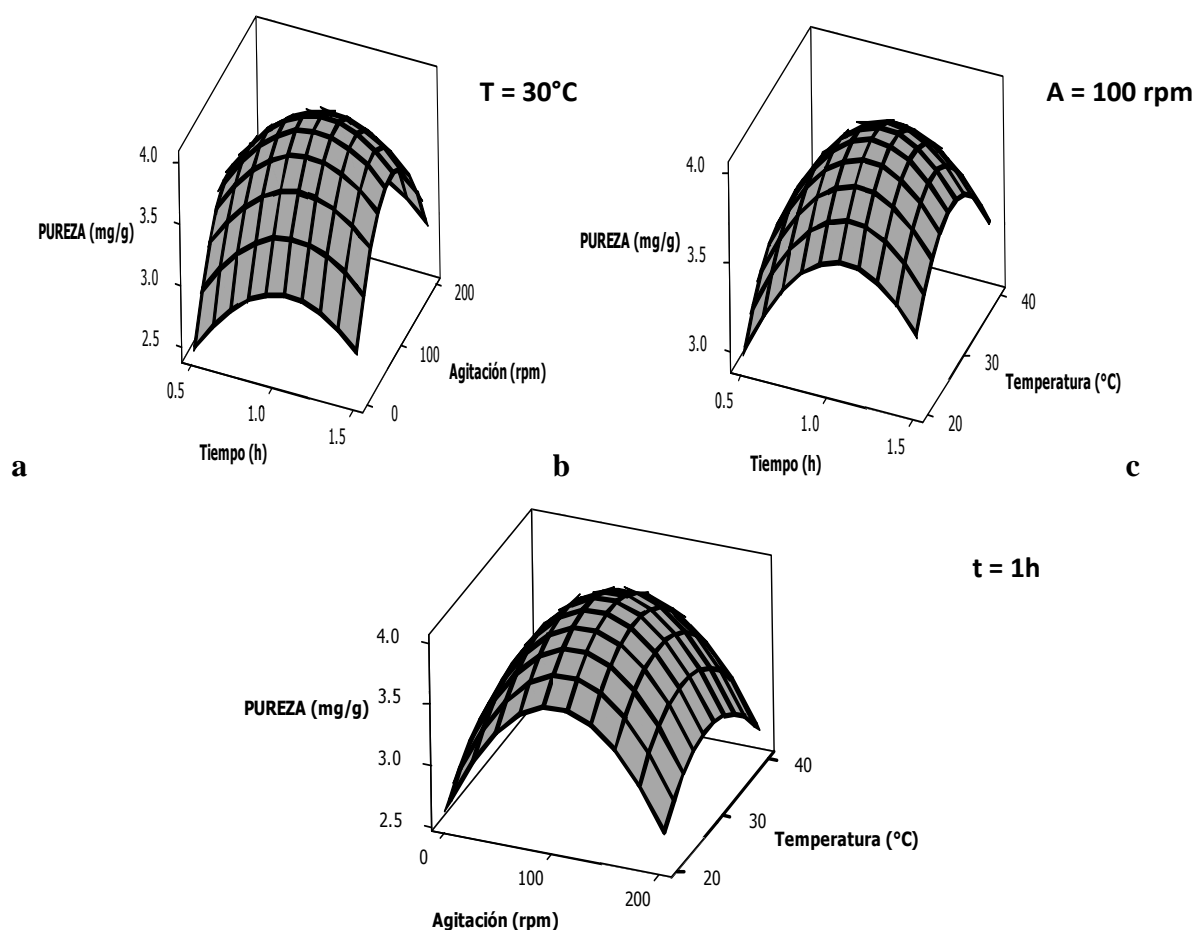 T = 30°C
4.0
3.5
PUREZA (mg/g)
3.0
2.5
0.5
1.0
1.5
Tiempo (h)
200
100
Agitación (rpm)
0
a
A = 100 rpm
4.0
PUREZA (mg/g)
3.5
3.0
0.5
1.0
1.5
Tiempo (h)
40
30
Temperatura (°C)
20
b
c
t = 1h
4.0
3.5
PUREZA (mg/g)
3.0
2.5
0
100
200
Agitación (rpm)
40
30
Temperatura (°C)
20